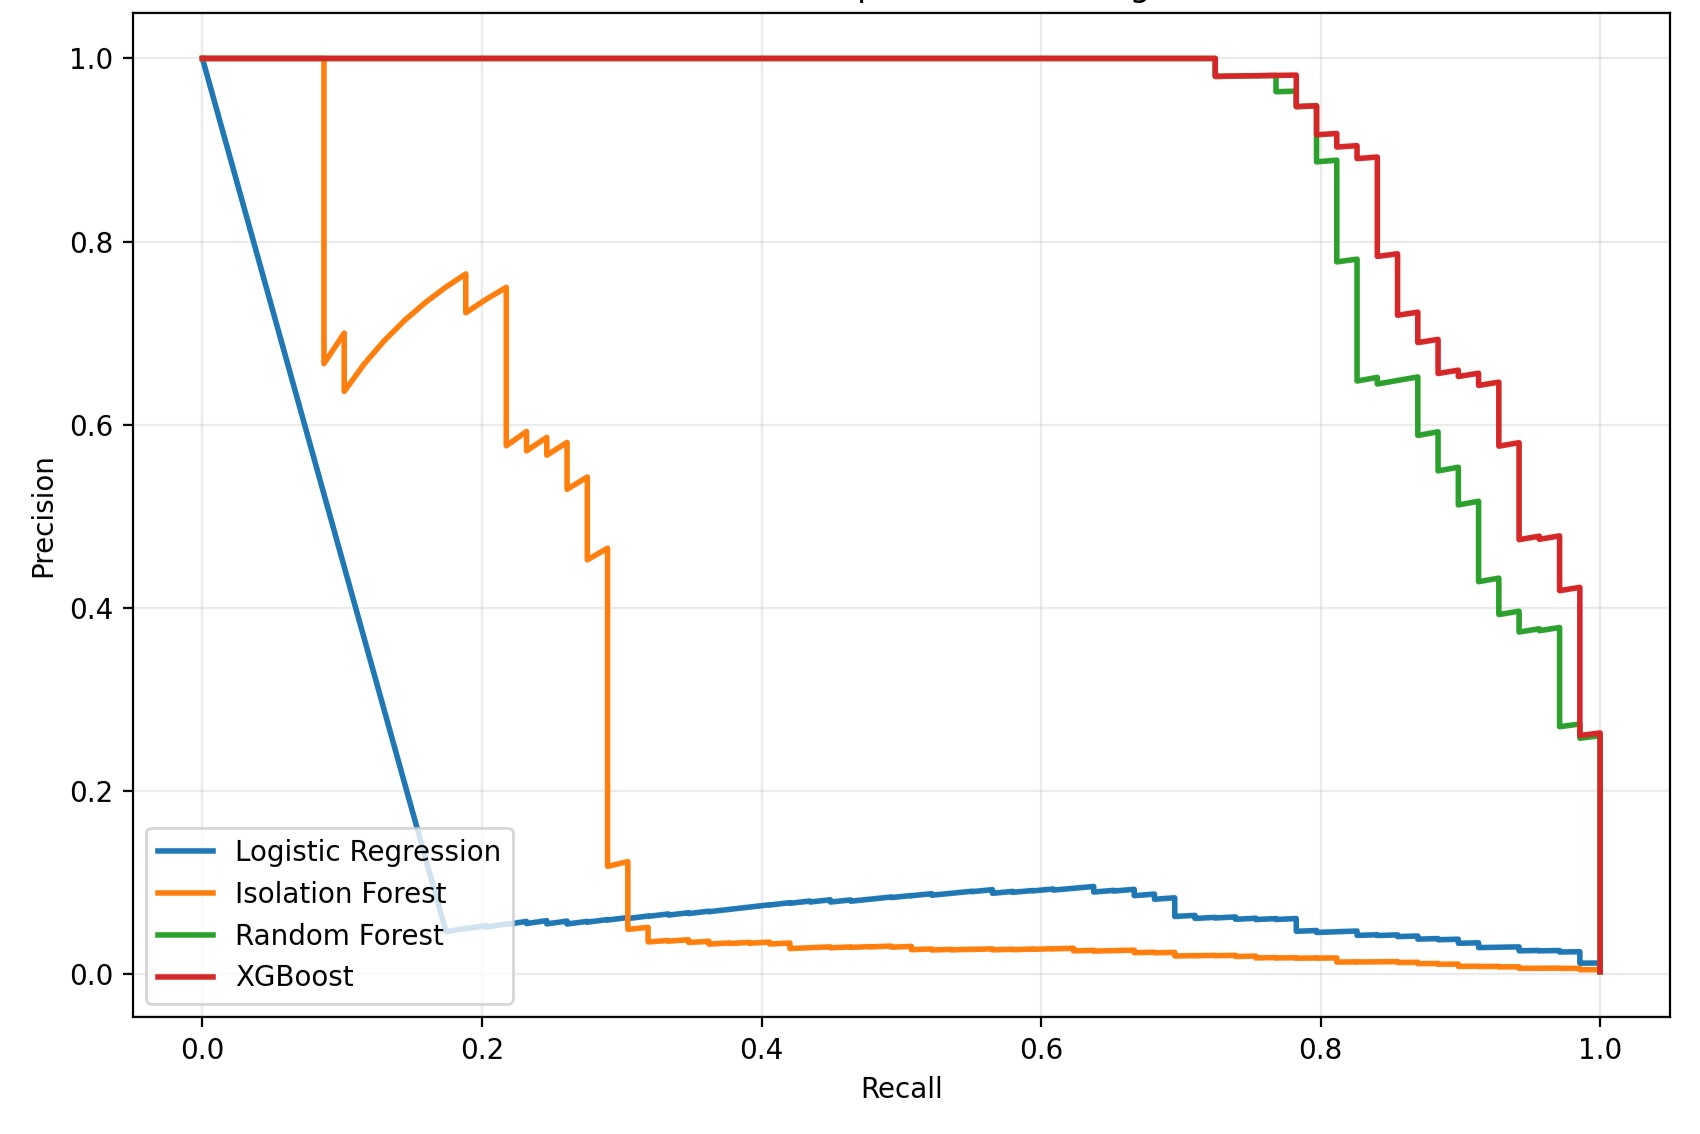 1.0
0.8
0.6
0.4
0.2
0.0
Precision
Logistic Regression
Isolation Forest
Random Forest
XGBoost
0.0 0.2 0.4 0.6 0.8 1.0
Recall